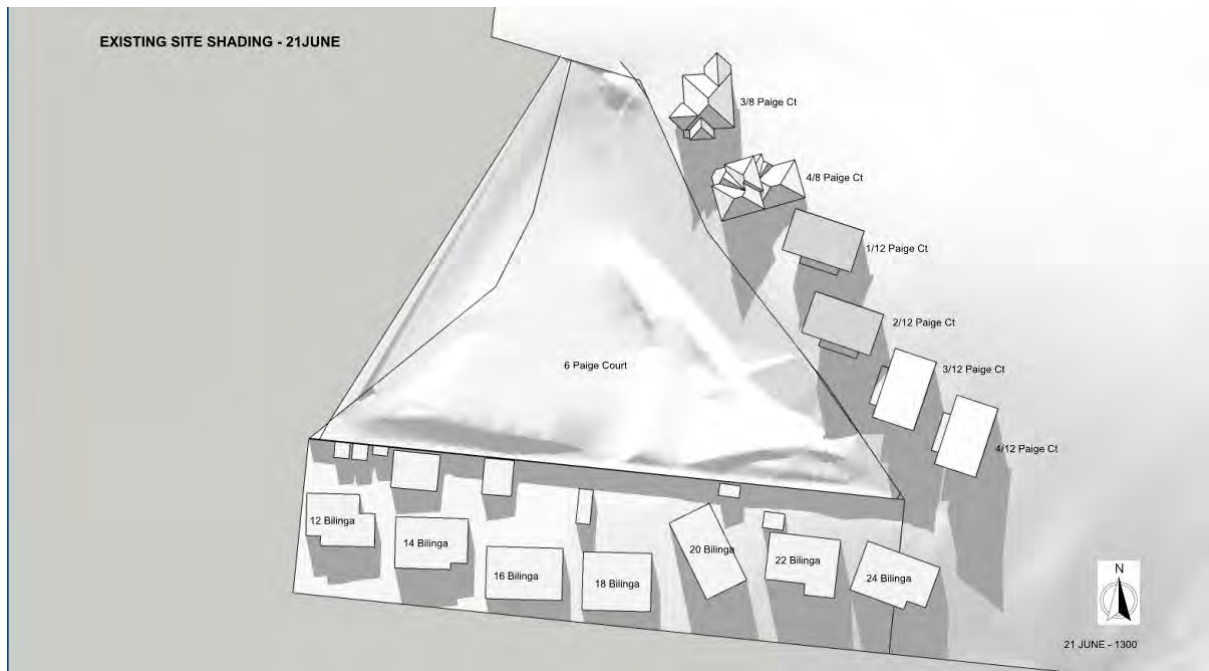 EXISTING SITE SHADING - 21JUNE
3/8 Paige Ct
4/8 Paige Ct
1/12 Paige Ct
2/12 Paige Ct
6 Paige Court
3/12 Paige Ct
4/12 Paige Ct
12 Bilinga
14 Bilinga
16 Bilinga
18 Bilinga
20 Bilinga
22 Bilinga
24 Bilinga
N
21 JUNE - 1300